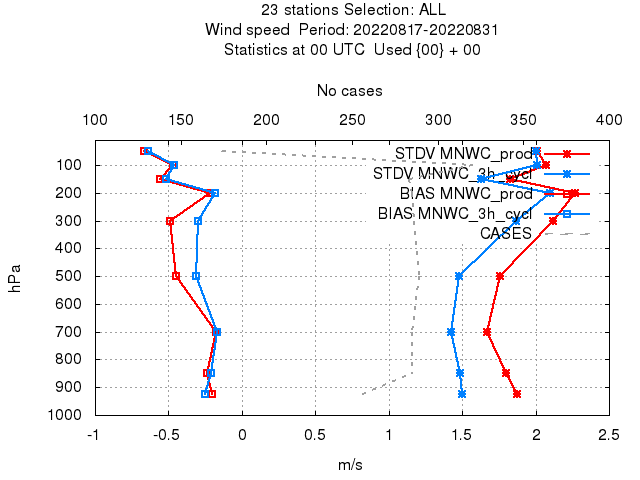 23 stations Selection: ALL
Wind speed  Period: 20220817-20220831
Statistics at 00 UTC  Used {00} + 00
No cases
100 150 200 250 300 350 400
STDV MNWC_prod
STDV MNWC_3h_cycl
BIAS MNWC_prod
BIAS MNWC_3h_cycl
CASES
hPa
100
200
300
400
500
600
700
800
900
1000
-1 -0.5 0 0.5 1 1.5 2 2.5
m/s